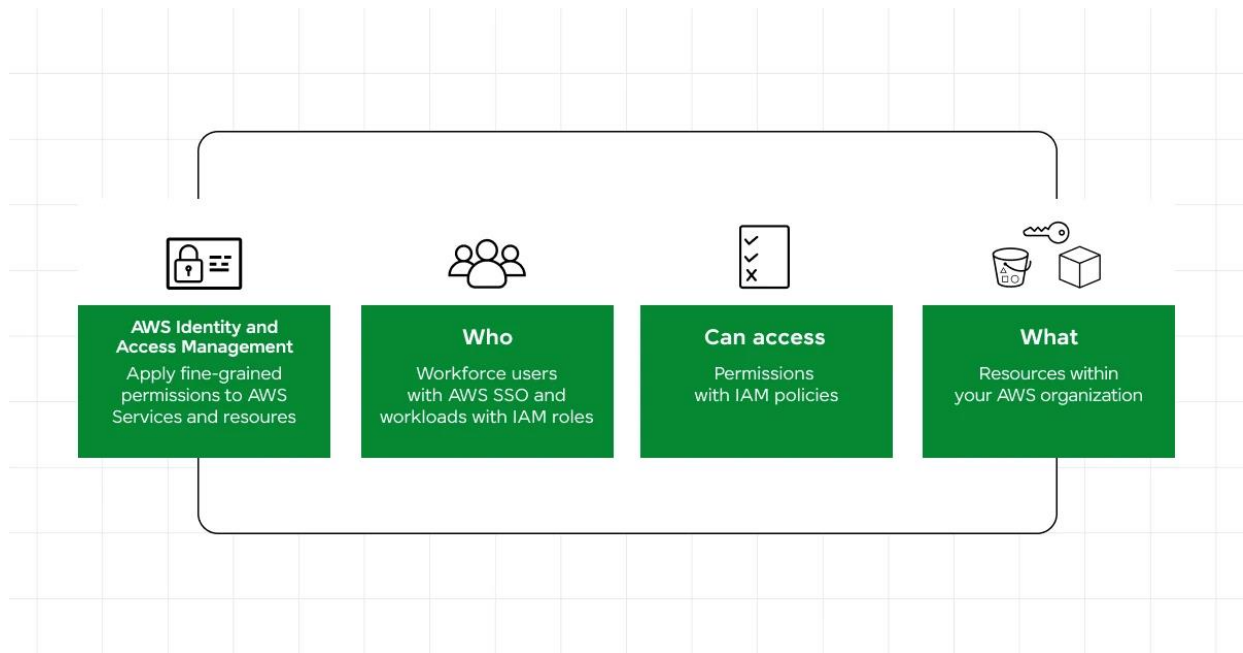 AWS Identity and
Access Management
Apply fine-grained
permissions to AWS
Services and resoures
Who
Workforce users
with AWS SSO and
workloads with IAM roles
Can access
Permissions
with IAM policies
What
Resources within
your AWS organization